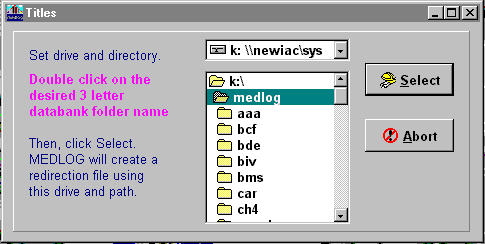 Titles
Set drive and directory.
Double click on the
desired 3 letter
databank folder name
Then, click Select.
MEDLOG will create a
redirection file using
this drive and path.
k: \\newiac\sys
k:\
medlog
aaa
bcf
bde
biv
bms
car
ch4
Select
Abort